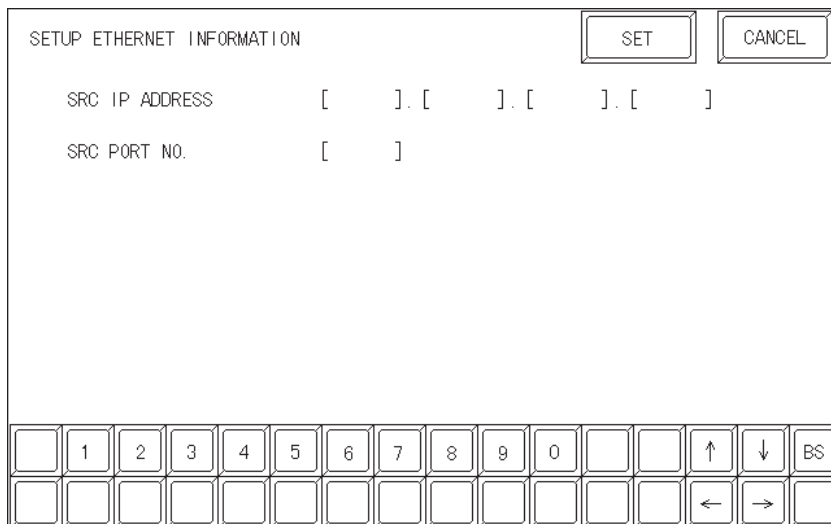 SETUP ETHERNET INFORMATION SET CANCEL
SRC IP ADDRESS [ ].[ ].[ ].[ ]
SRC PORT NO. [ ]
1 2 3 4 5 6 7 8 9 0 ↑ ↓ BS
← →